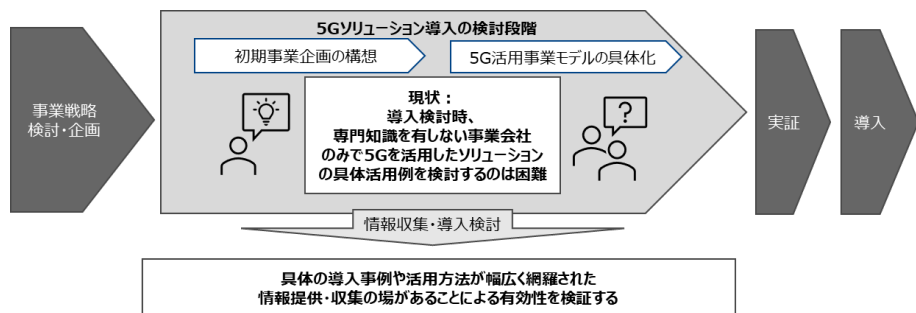 5Gソリューション導入の検討段階
初期事業企画の構想
5G活用事業モデルの具体化
事業戦略
検討・企画
現状：
導入検討時、
専門知識を有しない事業会社
のみで5Gを活用したソリューション
の具体活用例を検討するのは困難
?
実証
導入
情報収集・導入検討
具体の導入事例や活用方法が幅広く網羅された
情報提供・収集の場があることによる有効性を検証する